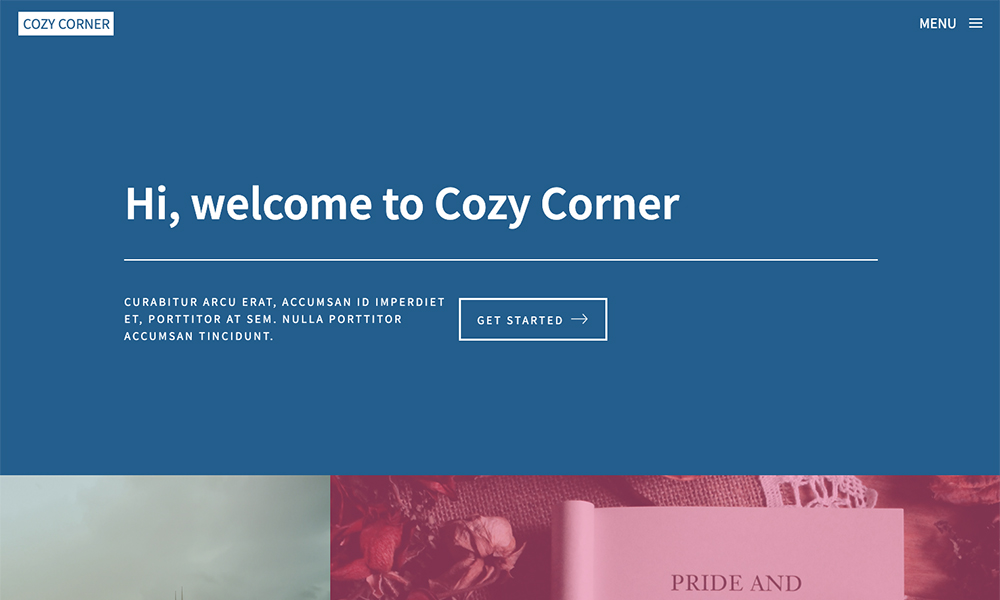 COZY CORNER
MENU
Hi, welcome to Cozy Corner
CURABITUR ARCU ERAT, ACCUMSAN ID IMPERDIET
ET, PORTTITOR AT SEM. NULLA PORTTITOR
ACCUMSAN TINCIDUNT.
GET STARTED
PRIDE AND